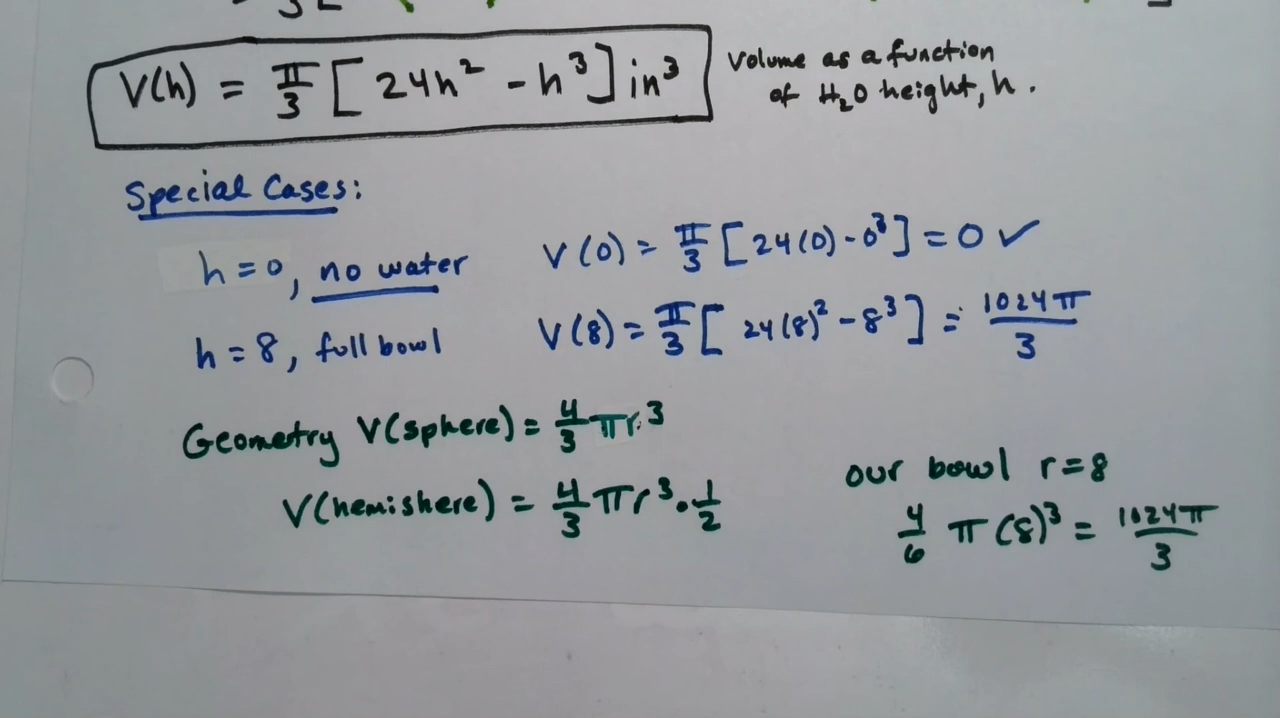 3
V(h) = π/3 [ 24h² - h³ ] in³
Volume as a function
of H₂O height, h.
Special Cases:
h = 0, no water
V(0) = π/3 [ 24(0) - 0³ ] = 0 ✓
h = 8, full bowl
V(8) = π/3 [ 24(8)² - 8³ ] = 1024π/3
Geometry V(sphere) = 4/3 πr³
V(hemishere) = 4/3 πr³ · 1/2
our bowl r = 8
4/6 π (8)³ = 1024π/3